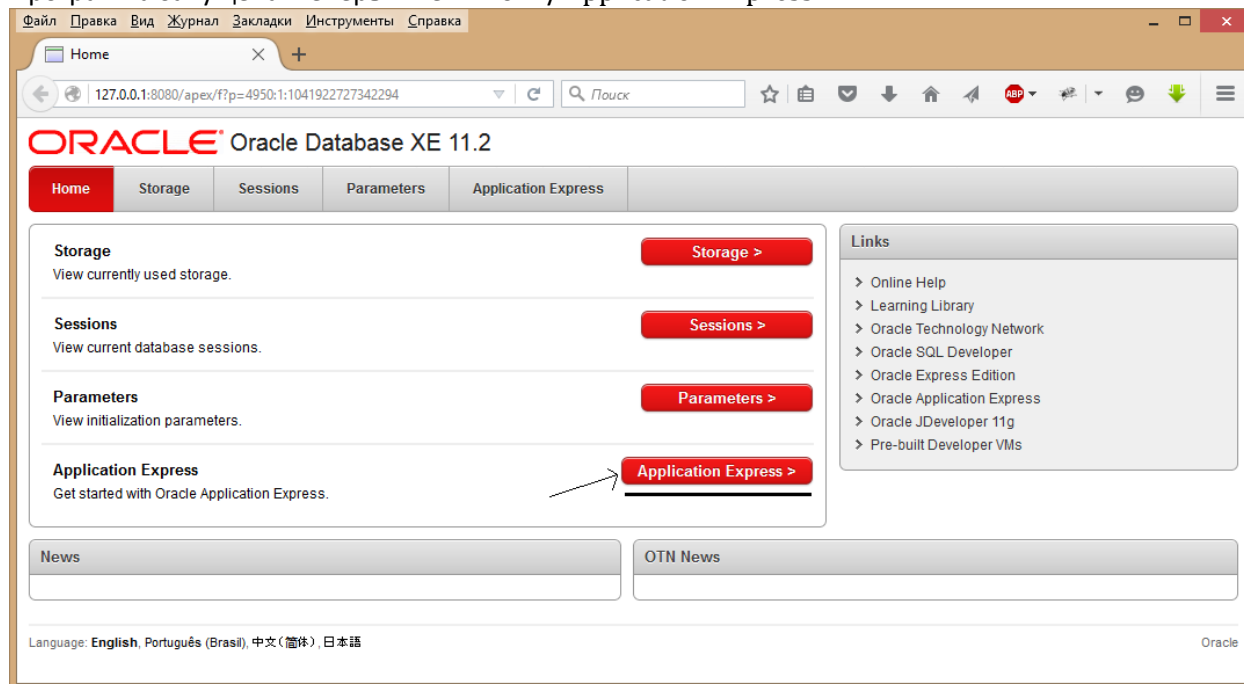 Файл Правка Вид Журнал Закладки Инструменты Справка
Home
127.0.0.1:8080/apex/f?p=4950:1:1041922727342294
Поиск
ABP
ORACLE Oracle Database XE 11.2
Home Storage Sessions Parameters Application Express
Storage
View currently used storage.
Storage >
Sessions
View current database sessions.
Sessions >
Parameters
View initialization parameters.
Parameters >
Application Express
Get started with Oracle Application Express.
Application Express >
Links
Online Help
Learning Library
Oracle Technology Network
Oracle SQL Developer
Oracle Express Edition
Oracle Application Express
Oracle JDeveloper 11g
Pre-built Developer VMs
News
OTN News
Language: English, Português (Brasil), 中文(简体), 日本語
Oracle